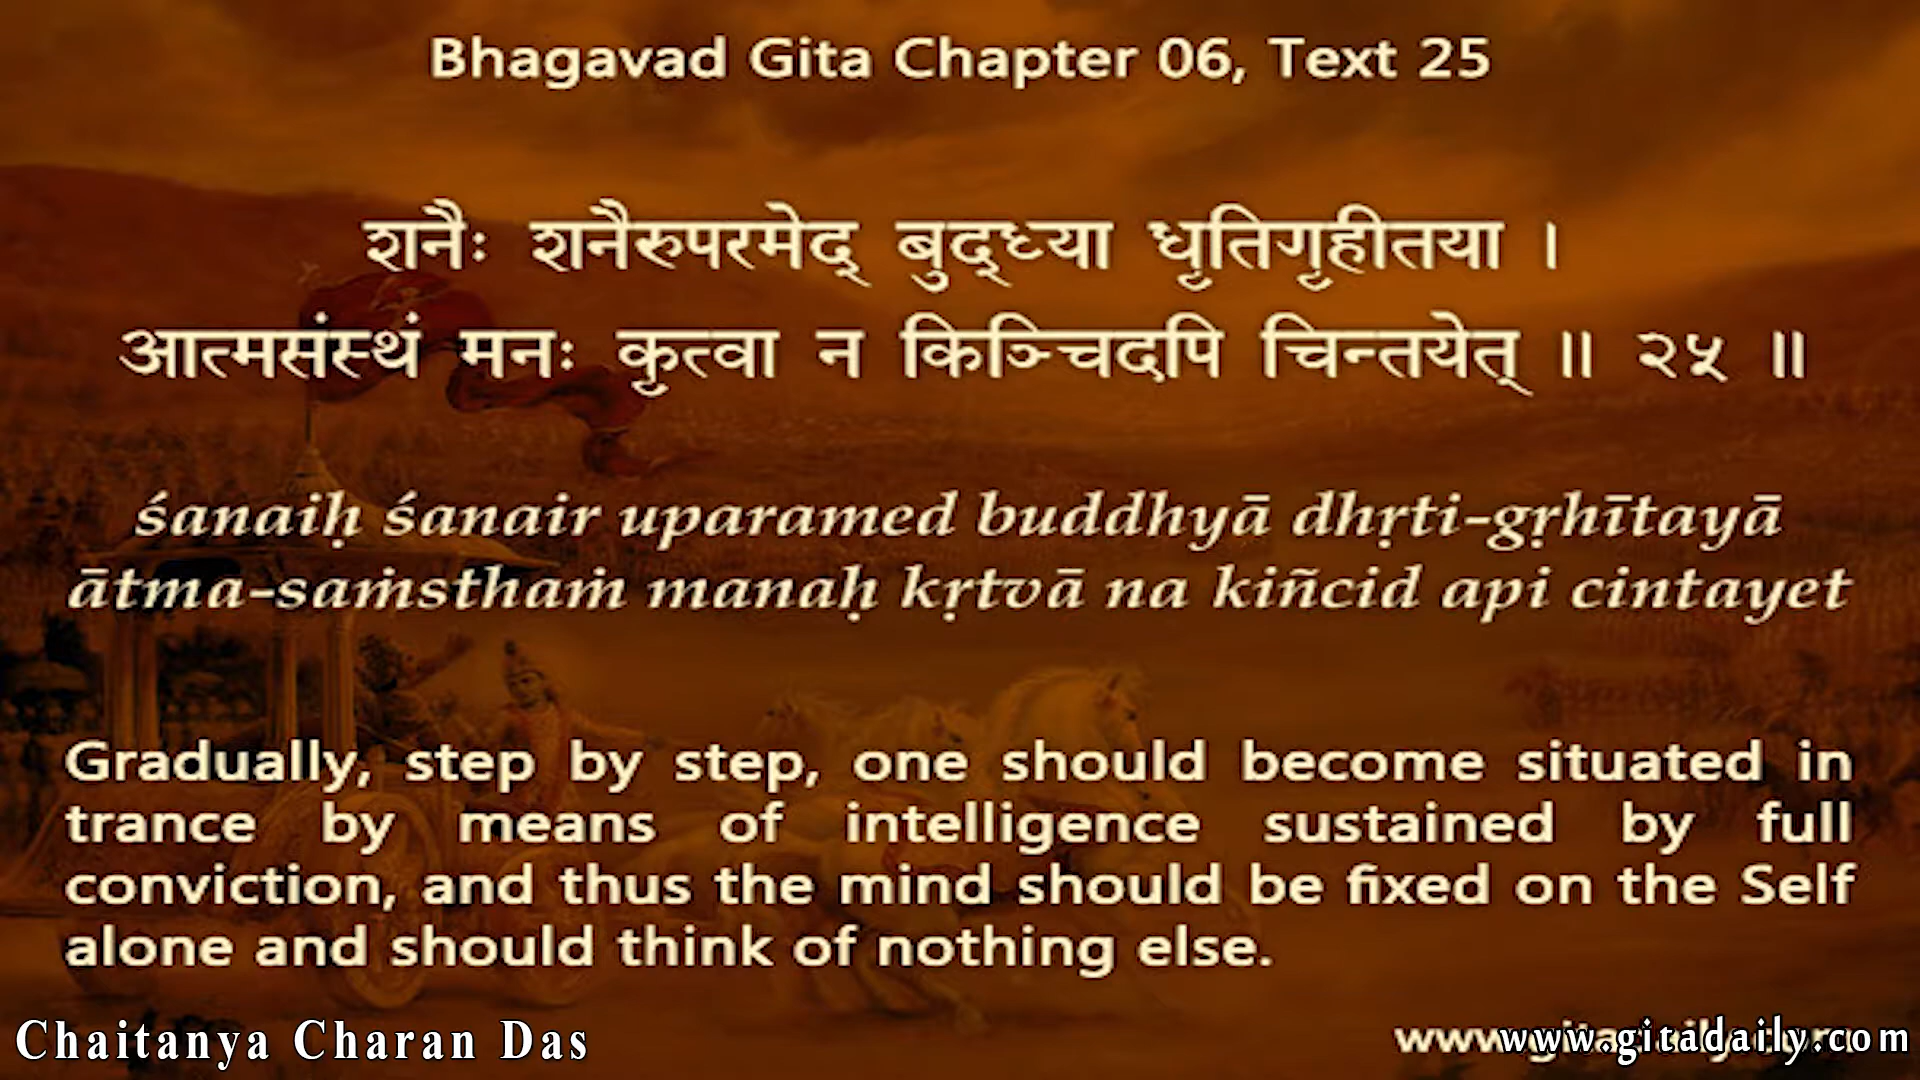 Bhagavad Gita Chapter 06, Text 25
शनैः शनैरुपरमेद् बुद्ध्या धृतिगृहीतया ।
आत्मसंस्थं मनः कृत्वा न किञ्चिदपि चिन्तयेत् ॥ २५ ॥
śanaiḥ śanair uparamed buddhyā dhṛti-gṛhītayā
ātma-saṁsthaṁ manaḥ kṛtvā na kiñcid api cintayet
Gradually, step by step, one should become situated in
trance by means of intelligence sustained by full
conviction, and thus the mind should be fixed on the Self
alone and should think of nothing else.
Chaitanya Charan Das
www.gitadaily.com